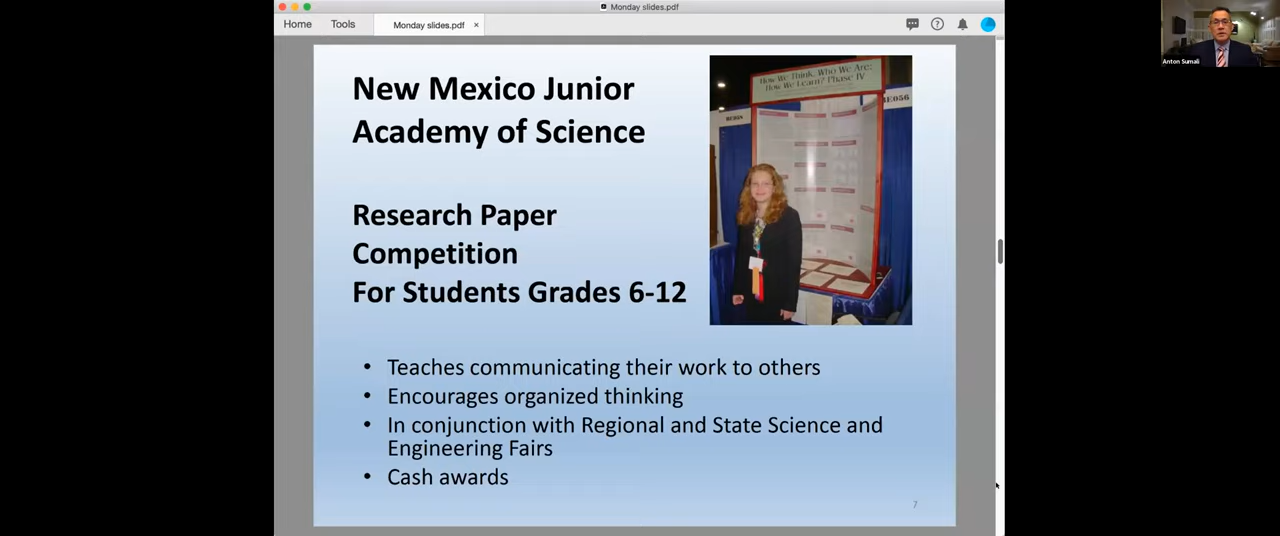 Monday slides.pdf
Home Tools Monday slides.pdf ×
Anton Sumali
New Mexico Junior
Academy of Science
Research Paper
Competition
For Students Grades 6-12
How We Think, Who We Are:
How We Learn? Phase IV
BE058
BE056
• Teaches communicating their work to others
• Encourages organized thinking
• In conjunction with Regional and State Science and
Engineering Fairs
• Cash awards
7